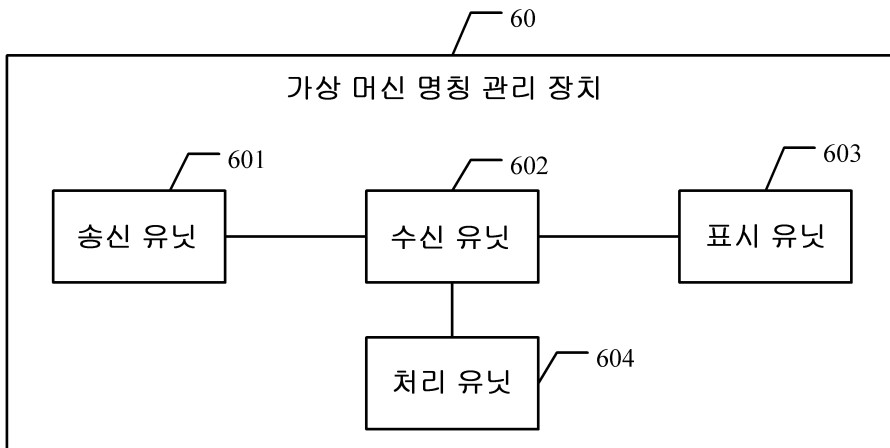 60
가상 머신 명칭 관리 장치
601
602
603
송신 유닛
수신 유닛
표시 유닛
604
처리 유닛